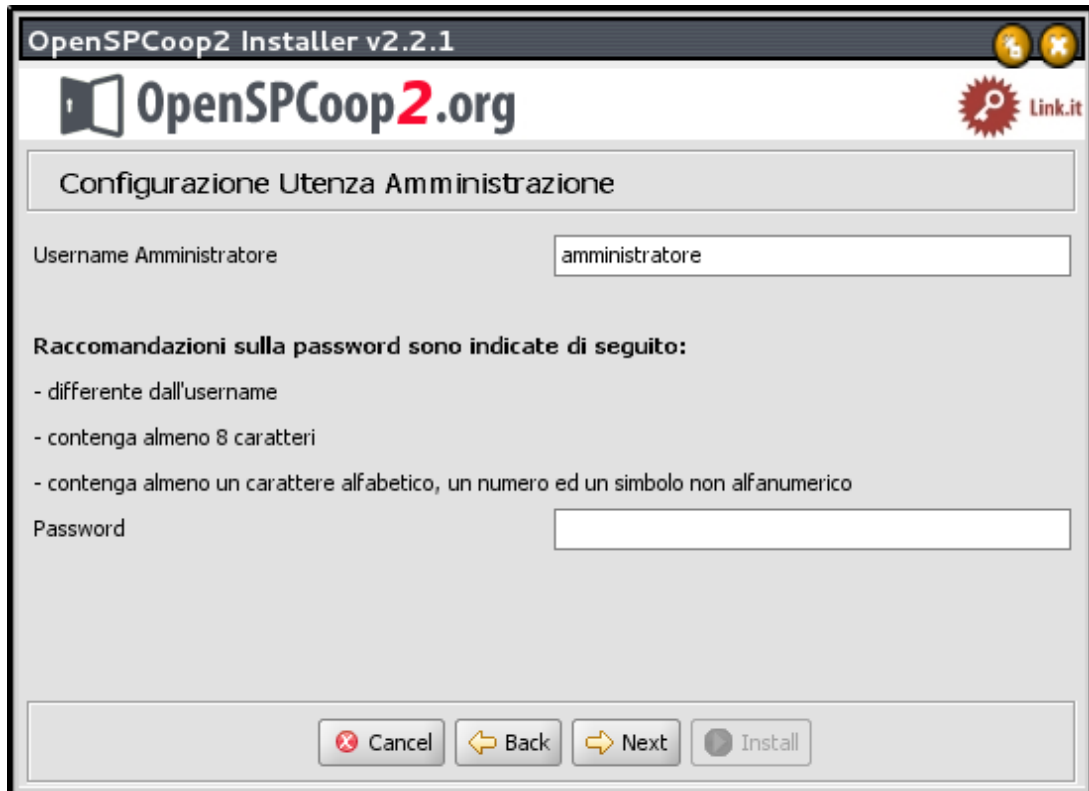 OpenSPCoop2 Installer v2.2.1
OpenSPCoop2.org
Link.it
Configurazione Utenza Amministrazione
Username Amministratore
amministratore
Raccomandazioni sulla password sono indicate di seguito:
- differente dall'username
- contenga almeno 8 caratteri
- contenga almeno un carattere alfabetico, un numero ed un simbolo non alfanumerico
Password
Cancel
Back
Next
Install